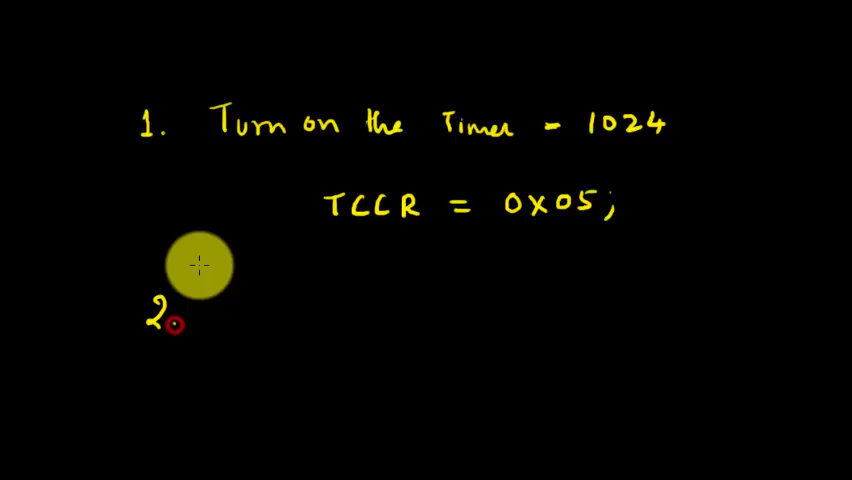 1. Turn on the Timer - 1024
TCCR = 0X05;
2.